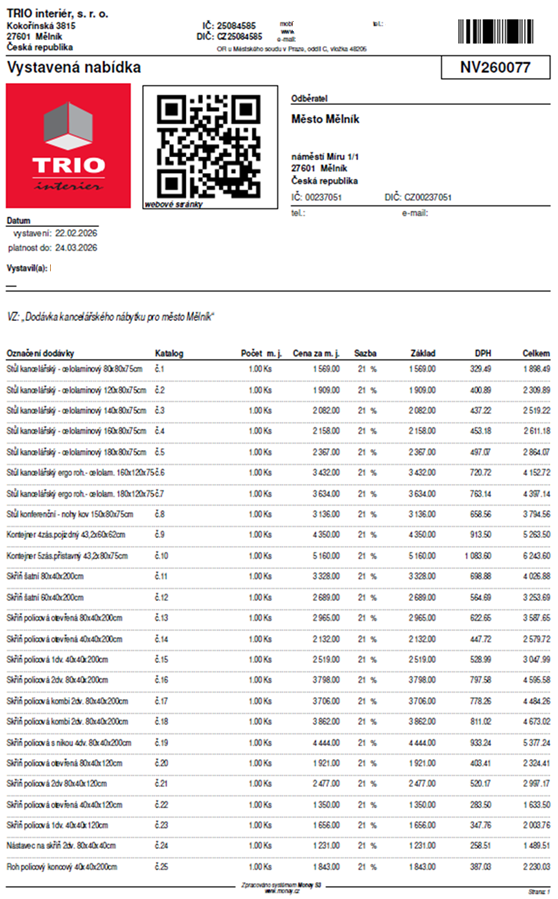 TRIO interiér, s. r. o.
Kokořínská 3815
27601 Mělník
Česká republika
IČ: 25084585
DIČ: CZ25084585
mobil
www.
e-mail:
tel.:
OR u Městského soudu v Praze, oddíl C, vložka 48205
Vystavená nabídka
NV260077
TRIO
interier
webové stránky
Odběratel
Město Mělník
náměstí Míru 1/1
27601 Mělník
Česká republika
IČ: 00237051 DIČ: CZ00237051
tel.: e-mail:
Datum
vystavení: 22.02.2026
platnost do: 24.03.2026
Vystavil(a):
VZ: „Dodávka kancelářského nábytku pro město Mělník“
Označení dodávky Katalog Počet m. j. Cena za m. j. Sazba Základ DPH Celkem
Stůl kancelářský - celolaminový 80x80x75cm č.1 1.00 Ks 1 569.00 21 % 1 569.00 329.49 1 898.49
Stůl kancelářský - celolaminový 120x80x75cm č.2 1.00 Ks 1 909.00 21 % 1 909.00 400.89 2 309.89
Stůl kancelářský - celolaminový 140x80x75cm č.3 1.00 Ks 2 082.00 21 % 2 082.00 437.22 2 519.22
Stůl kancelářský - celolaminový 160x80x75cm č.4 1.00 Ks 2 158.00 21 % 2 158.00 453.18 2 611.18
Stůl kancelářský - celolaminový 180x80x75cm č.5 1.00 Ks 2 367.00 21 % 2 367.00 497.07 2 864.07
Stůl kancelářský ergo roh.- celolam. 160x120x75 č.6 1.00 Ks 3 432.00 21 % 3 432.00 720.72 4 152.72
Stůl kancelářský ergo roh.- celolam. 180x120x75 č.7 1.00 Ks 3 634.00 21 % 3 634.00 763.14 4 397.14
Stůl konferenční - nohy kov 150x80x75cm č.8 1.00 Ks 3 136.00 21 % 3 136.00 658.56 3 794.56
Kontejner 4zás.pojízdný 43,2x60x62cm č.9 1.00 Ks 4 350.00 21 % 4 350.00 913.50 5 263.50
Kontejner 5zás.přístavný 43,2x80x75cm č.10 1.00 Ks 5 160.00 21 % 5 160.00 1 083.60 6 243.60
Skříň šatní 80x40x200cm č.11 1.00 Ks 3 328.00 21 % 3 328.00 698.88 4 026.88
Skříň šatní 60x40x200cm č.12 1.00 Ks 2 689.00 21 % 2 689.00 564.69 3 253.69
Skříň policová otevřená 80x40x200cm č.13 1.00 Ks 2 965.00 21 % 2 965.00 622.65 3 587.65
Skříň policová otevřená 40x40x200cm č.14 1.00 Ks 2 132.00 21 % 2 132.00 447.72 2 579.72
Skříň policová 1dv. 40x40x200cm č.15 1.00 Ks 2 519.00 21 % 2 519.00 528.99 3 047.99
Skříň policová 2dv. 80x40x200cm č.16 1.00 Ks 3 798.00 21 % 3 798.00 797.58 4 595.58
Skříň policová kombi 2dv. 80x40x200cm č.17 1.00 Ks 3 706.00 21 % 3 706.00 778.26 4 484.26
Skříň policová kombi 2dv. 80x40x200cm č.18 1.00 Ks 3 862.00 21 % 3 862.00 811.02 4 673.02
Skříň policová s nikou 4dv. 80x40x200cm č.19 1.00 Ks 4 444.00 21 % 4 444.00 933.24 5 377.24
Skříň policová otevřená 80x40x120cm č.20 1.00 Ks 1 921.00 21 % 1 921.00 403.41 2 324.41
Skříň policová 2dv 80x40x120cm č.21 1.00 Ks 2 477.00 21 % 2 477.00 520.17 2 997.17
Skříň policová otevřená 40x40x120cm č.22 1.00 Ks 1 350.00 21 % 1 350.00 283.50 1 633.50
Skříň policová 1dv. 40x40x120cm č.23 1.00 Ks 1 656.00 21 % 1 656.00 347.76 2 003.76
Nástavec na skříň 2dv. 80x40x40cm č.24 1.00 Ks 1 231.00 21 % 1 231.00 258.51 1 489.51
Roh policový koncový 40x40x200cm č.25 1.00 Ks 1 843.00 21 % 1 843.00 387.03 2 230.03
Zpracováno systémem Money S3
www.money.cz
Strana: 1